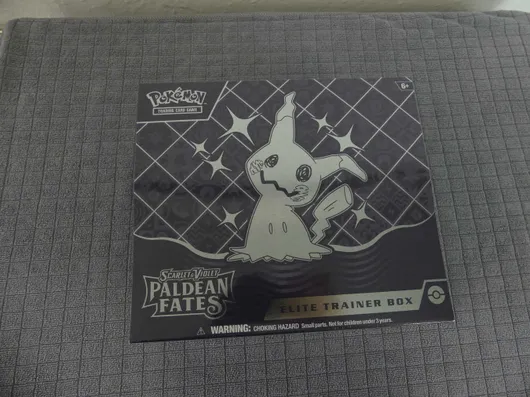 Pokémon
TRADING CARD GAME
6+
SCARLET & VIOLET
PALDEAN
FATES
ELITE TRAINER BOX
WARNING: CHOKING HAZARD Small parts. Not for children under 3 years.